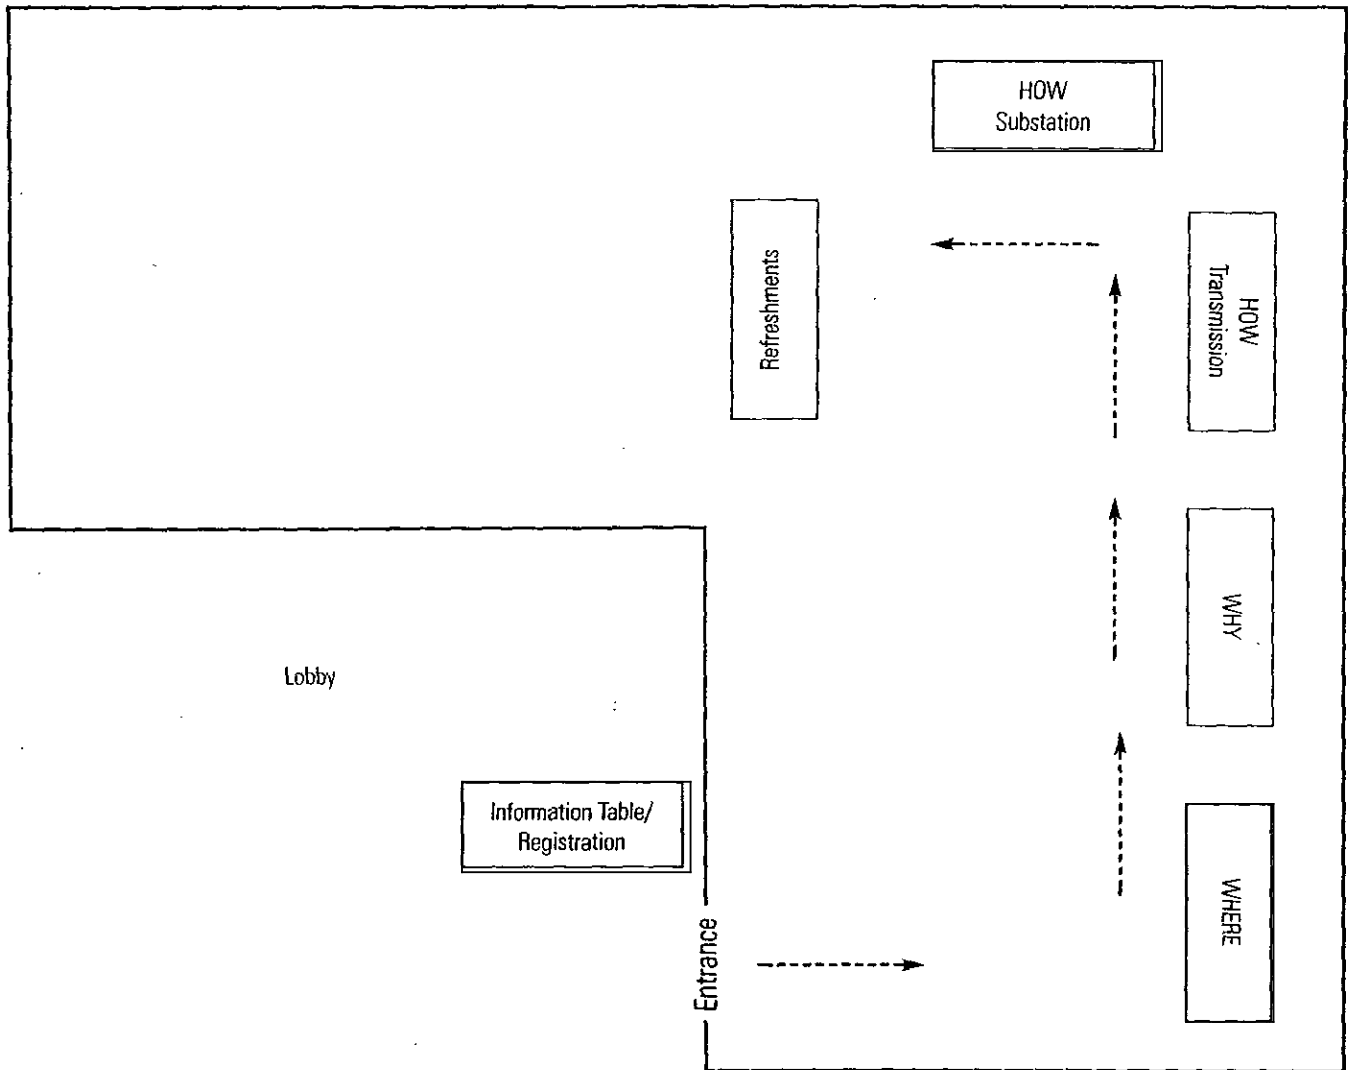 HOW
Substation
HOW
Transmission
Refreshments
WHY
Lobby
Information Table/
Registration
WHERE
Entrance